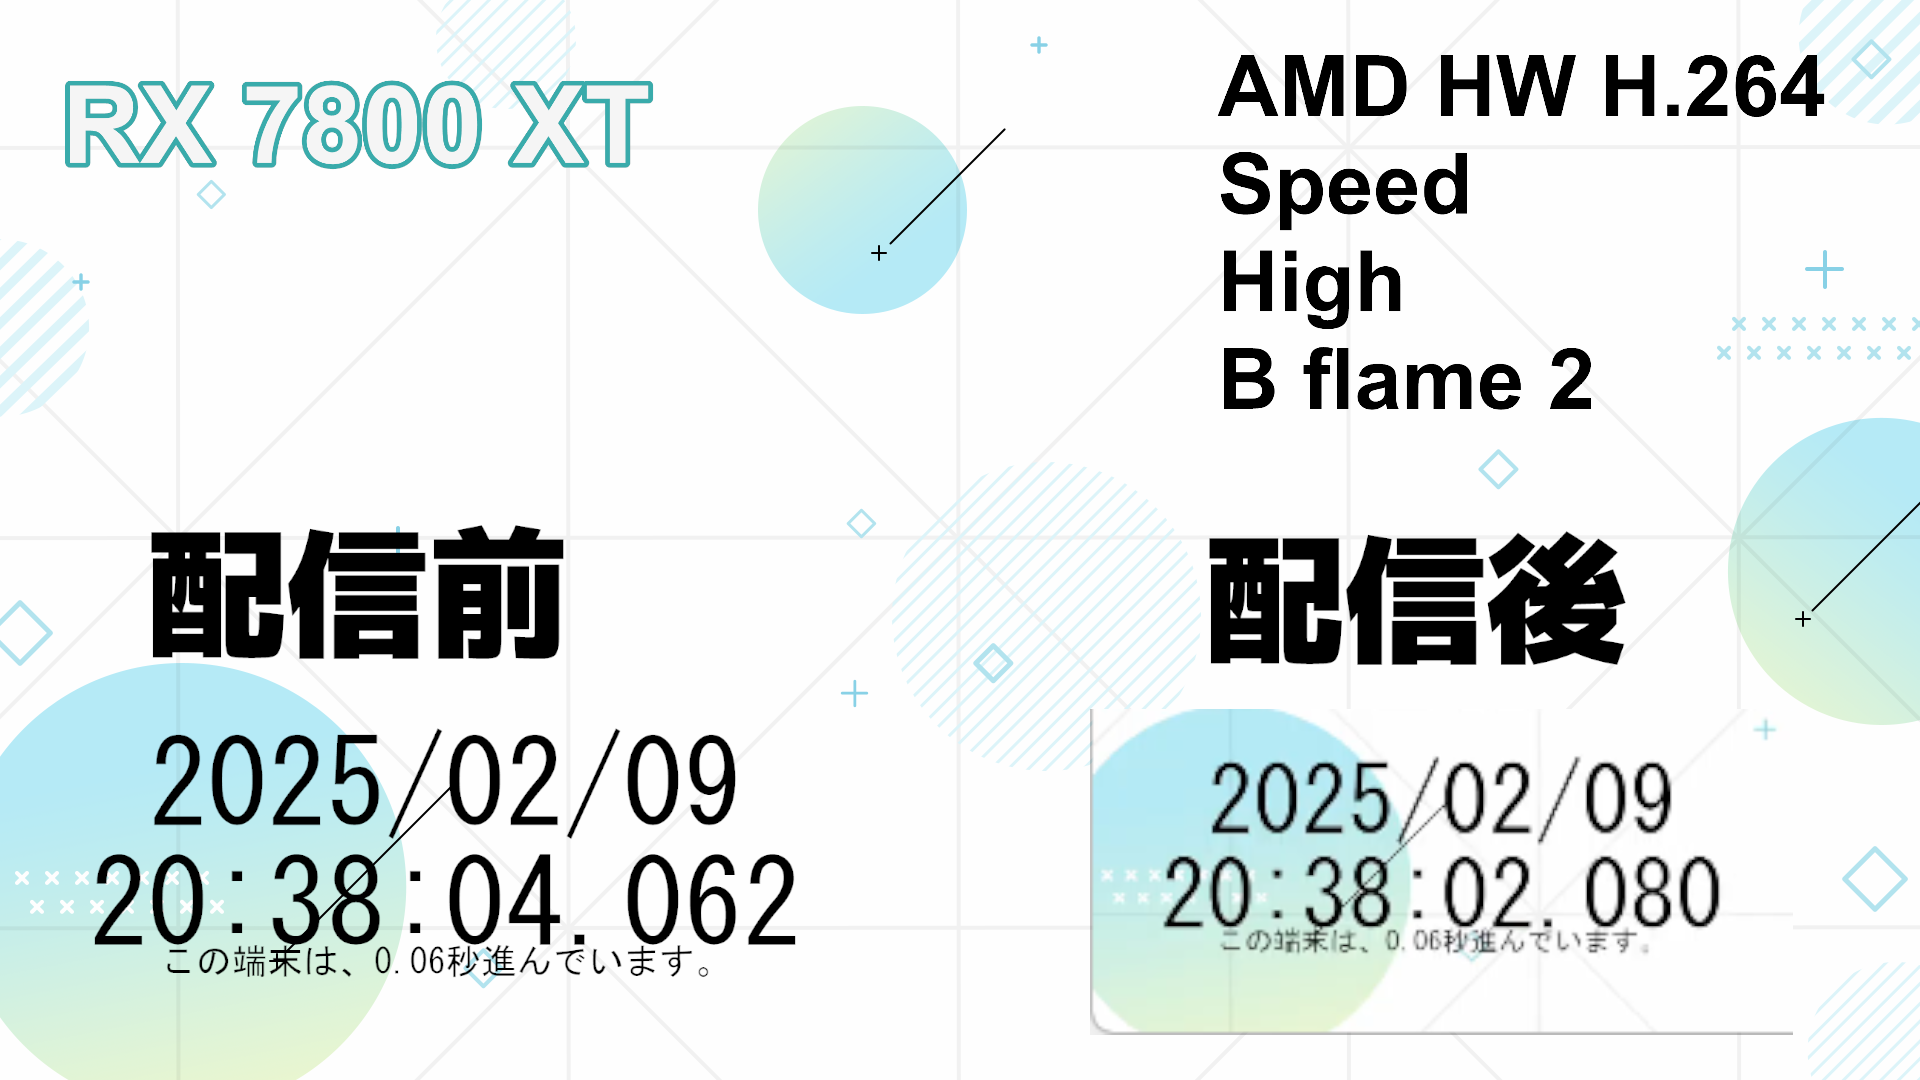 RX 7800 XT
AMD HW H.264
Speed
High
B flame 2
配信前
2025/02/09
20:38:04.062
この端末は、0.06秒進んでいます。
配信後
2025/02/09
20:38:02.080
この端末は、0.06秒進んでいます。